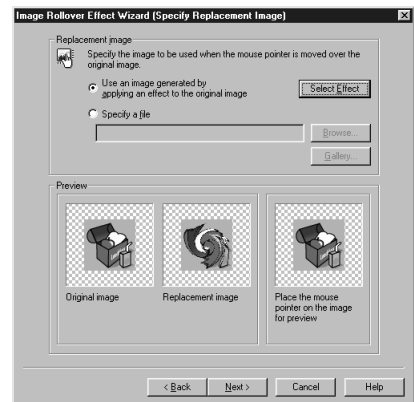 Image Rollover Effect Wizard (Specify Replacement Image)
Replacement image
Specify the image to be used when the mouse pointer is moved over the
original image.
Use an image generated by
applying an effect to the original image
Select Effect
Specify a file
Browse...
Gallery...
Preview
Original image
Replacement image
Place the mouse
pointer on the image
for preview
< Back
Next >
Cancel
Help